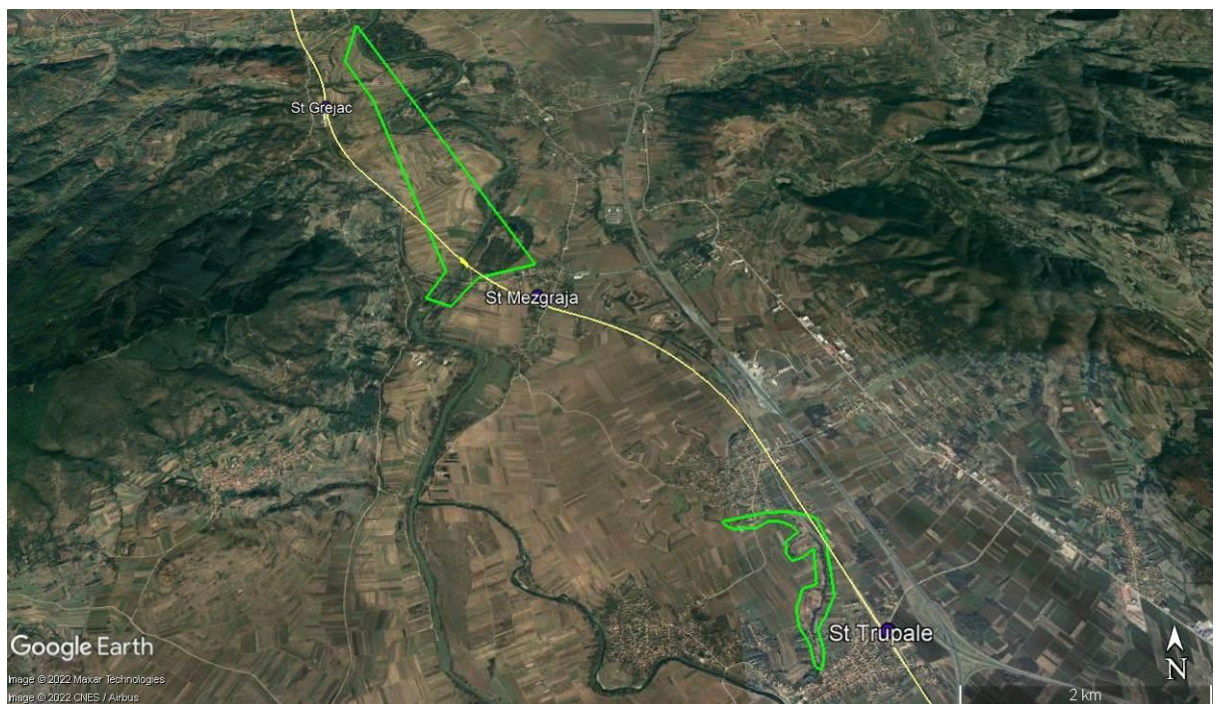 St Grejac
St Mezgraja
St Trupale
Google Earth
Image © 2022 Maxar Technologies
Image © 2022 CNES / Airbus
N
2 km